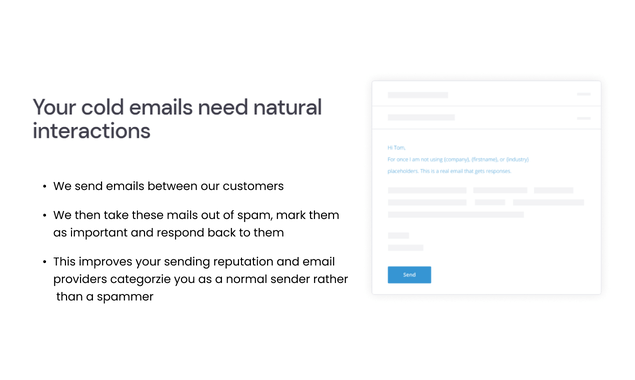 Your cold emails need natural
interactions
• We send emails between our customers
• We then take these mails out of spam, mark them
as important and respond back to them
• This improves your sending reputation and email
providers categorzie you as a normal sender rather
than a spammer
Hi Tom,
For once I am not using {company}, {firstname}, or {industry}
placeholders. This is a real email that gets responses
Send